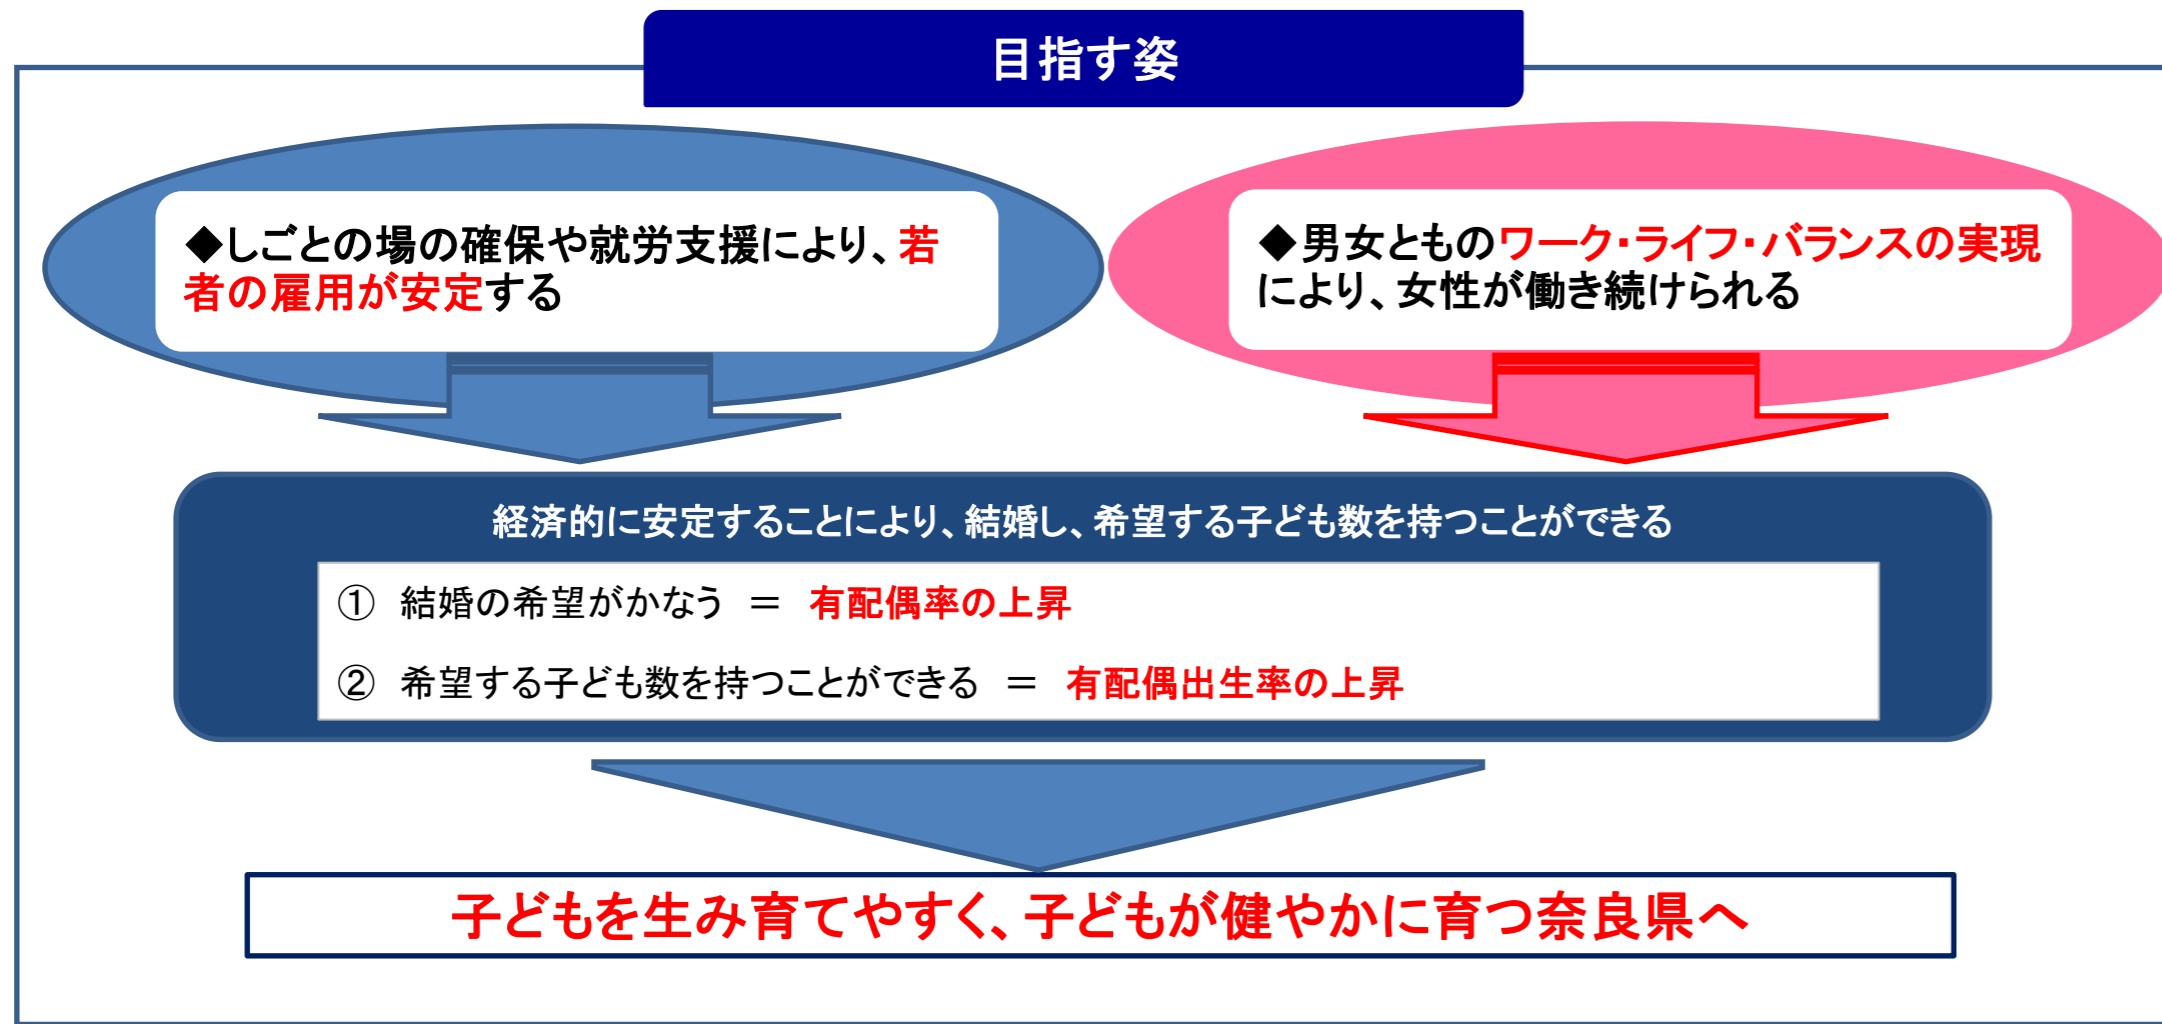 目指す姿
◆しごとの場の確保や就労支援により、若
者の雇用が安定する
◆男女とものワーク・ライフ・バランスの実現
により、女性が働き続けられる
経済的に安定することにより、結婚し、希望する子ども数を持つことができる
① 結婚の希望がかなう ＝ 有配偶率の上昇
② 希望する子ども数を持つことができる ＝ 有配偶出生率の上昇
子どもを生み育てやすく、子どもが健やかに育つ奈良県へ